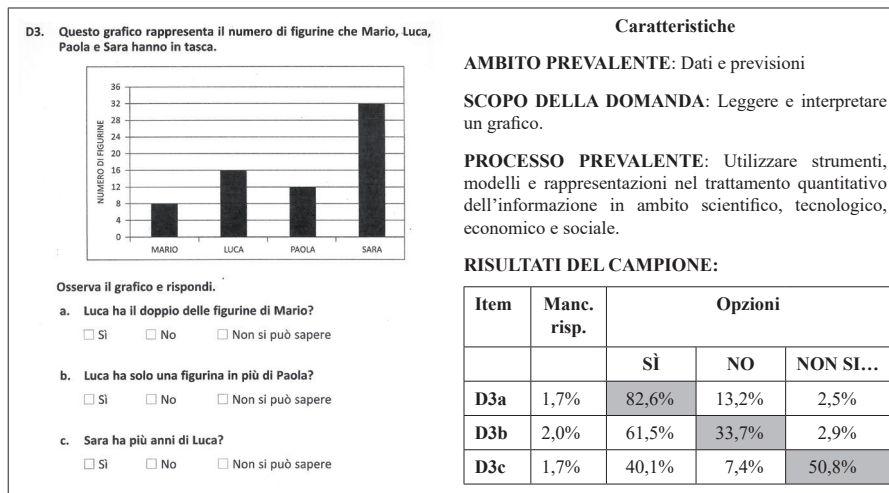 D3. Questo grafico rappresenta il numero di figurine che Mario, Luca,
Paola e Sara hanno in tasca.
NUMERO DI FIGURINE
36
32
28
24
20
16
12
8
4
0
MARIO LUCA PAOLA SARA
Osserva il grafico e rispondi.
a. Luca ha il doppio delle figurine di Mario?
☐ Sì ☐ No ☐ Non si può sapere
b. Luca ha solo una figurina in più di Paola?
☐ Sì ☐ No ☐ Non si può sapere
c. Sara ha più anni di Luca?
☐ Sì ☐ No ☐ Non si può sapere
Caratteristiche
AMBITO PREVALENTE: Dati e previsioni
SCOPO DELLA DOMANDA: Leggere e interpretare
un grafico.
PROCESSO PREVALENTE: Utilizzare strumenti,
modelli e rappresentazioni nel trattamento quantitativo
dell’informazione in ambito scientifico, tecnologico,
economico e sociale.
RISULTATI DEL CAMPIONE:
Item Manc. Opzioni
risp.
SÌ NO NON SI…
D3a 1,7% 82,6% 13,2% 2,5%
D3b 2,0% 61,5% 33,7% 2,9%
D3c 1,7% 40,1% 7,4% 50,8%